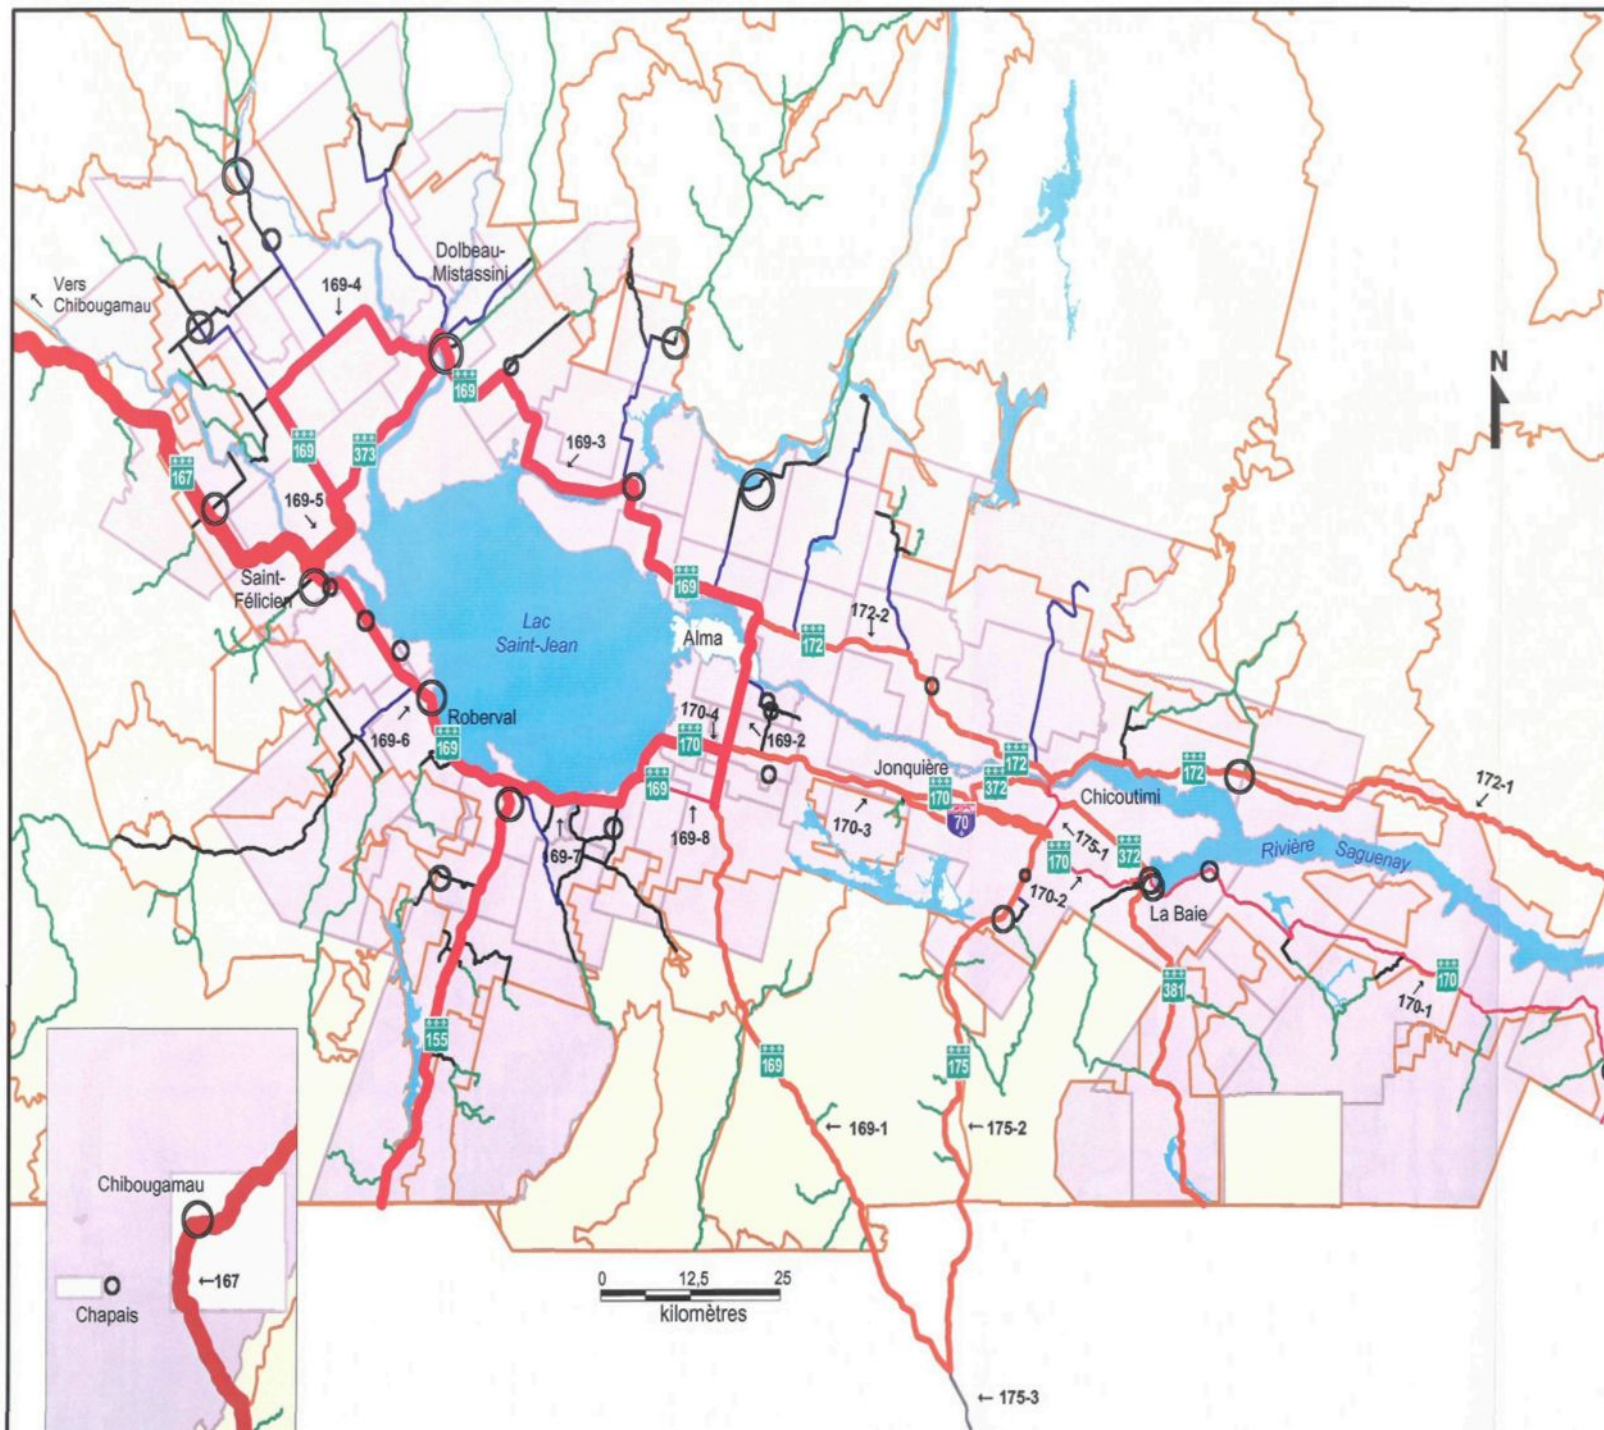 Dolbeau-
Mistassini
Vers
Chibougamau
169-4
N
169
169-3
169
373
167
169-5
Saint-
Félicien
169
172-2
Lac
Saint-Jean
Alma
172
Roberval
170-4
169-2
169-6
169
170
172
172
Jonquière
372
172-1
169
170
Chicoutimi
70
170-3
175-1
169-8
69-7
170
372
Rivière Saguenay
170-2
La Baie
170
381
170-1
155
169
175
169-1
175-2
Chibougamau
167
Chapais
0 12,5 25
kilomètres
175-3